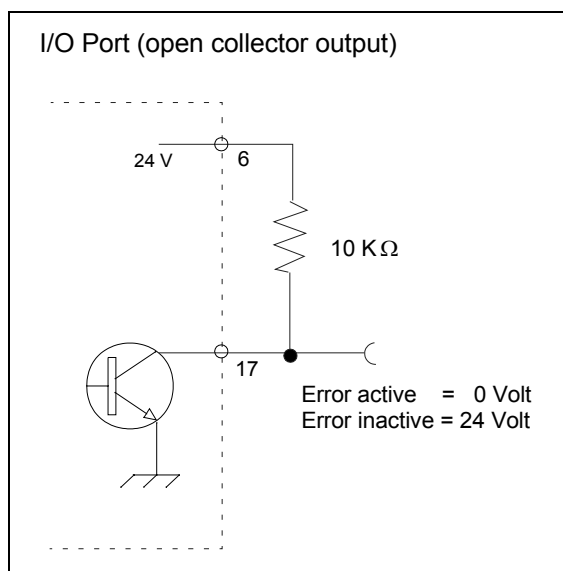 I/O Port (open collector output)
24 V
6
10 KΩ
17
Error active = 0 Volt
Error inactive = 24 Volt